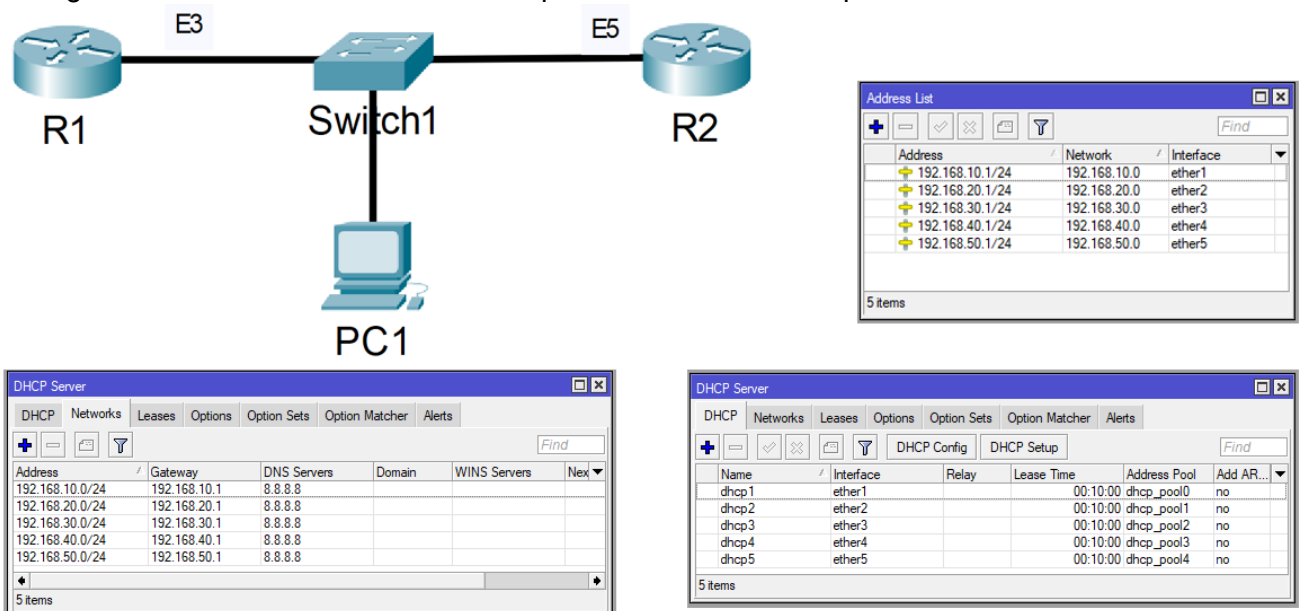 E3
E5
R1
Switch1
R2
PC1
Address List
Find
Address Network Interface
192.168.10.1/24 192.168.10.0 ether1
192.168.20.1/24 192.168.20.0 ether2
192.168.30.1/24 192.168.30.0 ether3
192.168.40.1/24 192.168.40.0 ether4
192.168.50.1/24 192.168.50.0 ether5
5 items
DHCP Server
DHCP Networks Leases Options Option Sets Option Matcher Alerts
Find
Address Gateway DNS Servers Domain WINS Servers Nex
192.168.10.0/24 192.168.10.1 8.8.8.8
192.168.20.0/24 192.168.20.1 8.8.8.8
192.168.30.0/24 192.168.30.1 8.8.8.8
192.168.40.0/24 192.168.40.1 8.8.8.8
192.168.50.0/24 192.168.50.1 8.8.8.8
5 items
DHCP Server
DHCP Networks Leases Options Option Sets Option Matcher Alerts
DHCP Config DHCP Setup Find
Name Interface Relay Lease Time Address Pool Add AR...
dhcp1 ether1 00:10:00 dhcp_pool0 no
dhcp2 ether2 00:10:00 dhcp_pool1 no
dhcp3 ether3 00:10:00 dhcp_pool2 no
dhcp4 ether4 00:10:00 dhcp_pool3 no
dhcp5 ether5 00:10:00 dhcp_pool4 no
5 items